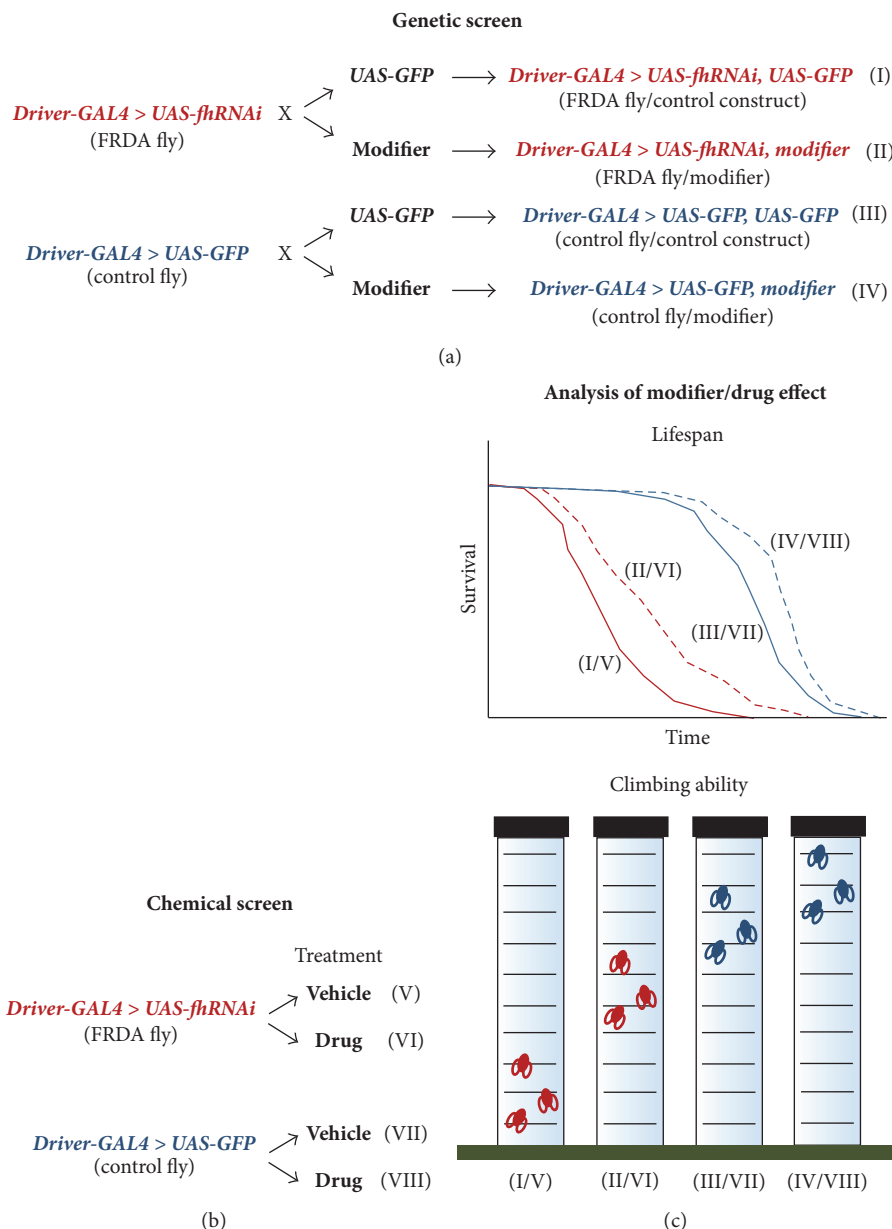 Genetic screen
UAS-GFP
Driver-GAL4 > UAS-fhRNAi, UAS-GFP (I)
(FRDA fly/control construct)
Driver-GAL4 > UAS-fhRNAi X
(FRDA fly)
Modifier
Driver-GAL4 > UAS-fhRNAi, modifier (II)
(FRDA fly/modifier)
UAS-GFP
Driver-GAL4 > UAS-GFP, UAS-GFP (III)
(control fly/control construct)
Driver-GAL4 > UAS-GFP X
(control fly)
Modifier
Driver-GAL4 > UAS-GFP, modifier (IV)
(control fly/modifier)
(a)
Analysis of modifier/drug effect
Lifespan
Survival
(IV/VIII)
(II/VI)
(III/VII)
(I/V)
Time
Climbing ability
(I/V) (II/VI) (III/VII) (IV/VIII)
Chemical screen
Treatment
Driver-GAL4 > UAS-fhRNAi
(FRDA fly)
Vehicle (V)
Drug (VI)
Driver-GAL4 > UAS-GFP
(control fly)
Vehicle (VII)
Drug (VIII)
(b)
(c)